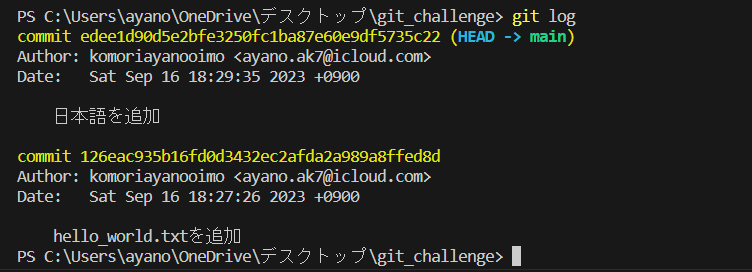 PS C:\Users\ayano\OneDrive\デスクトップ\git_challenge> git log
commit edee1d90d5e2bfe3250fc1ba87e60e9df5735c22 (HEAD -> main)
Author: komoriayanooimo <ayano.ak7@icloud.com>
Date:   Sat Sep 16 18:29:35 2023 +0900
日本語を追加
commit 126eac935b16fd0d3432ec2afda2a989a8ffed8d
Author: komoriayanooimo <ayano.ak7@icloud.com>
Date:   Sat Sep 16 18:27:26 2023 +0900
hello_world.txtを追加
PS C:\Users\ayano\OneDrive\デスクトップ\git_challenge>